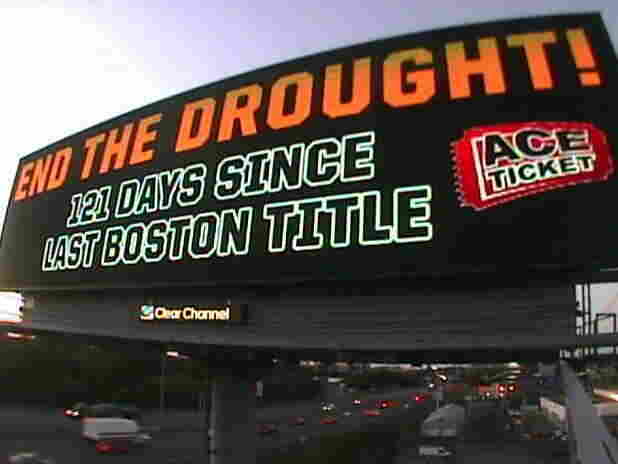 END THE DROUGHT!
121 DAYS SINCE
LAST BOSTON TITLE
ACE
TICKET
Clear Channel